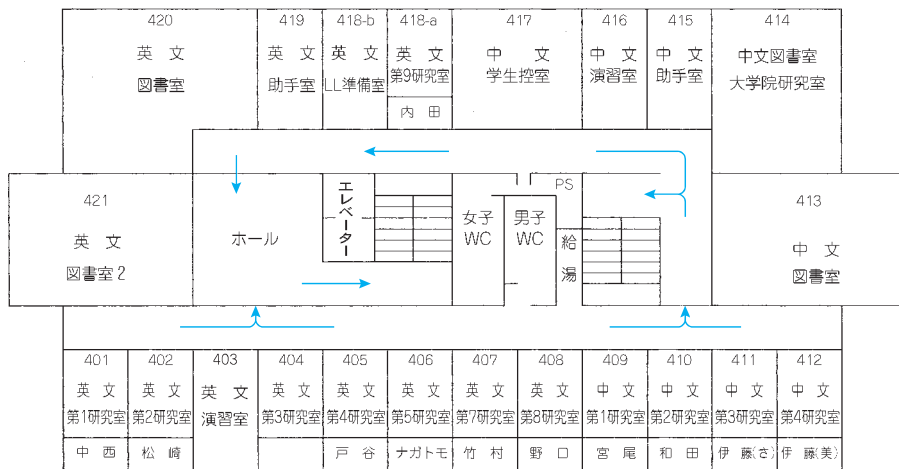 420
英文
図書室
419
英文
助手室
418-b
英文
LL準備室
418-a
英文
第9研究室
内田
417
中文
学生控室
416
中文
演習室
415
中文
助手室
414
中文図書室
大学院研究室
421
英文
図書室2
ホール
エレベーター
女子
WC
男子
WC
PS
給湯
413
中文
図書室
401
英文
第1研究室
中西
402
英文
第2研究室
松崎
403
英文
演習室
404
英文
第3研究室
405
英文
第4研究室
戸谷
406
英文
第5研究室
ナガトモ
407
英文
第7研究室
竹村
408
英文
第8研究室
野口
409
中文
第1研究室
宮尾
410
中文
第2研究室
和田
411
中文
第3研究室
伊藤(さ)
412
中文
第4研究室
伊藤(美)